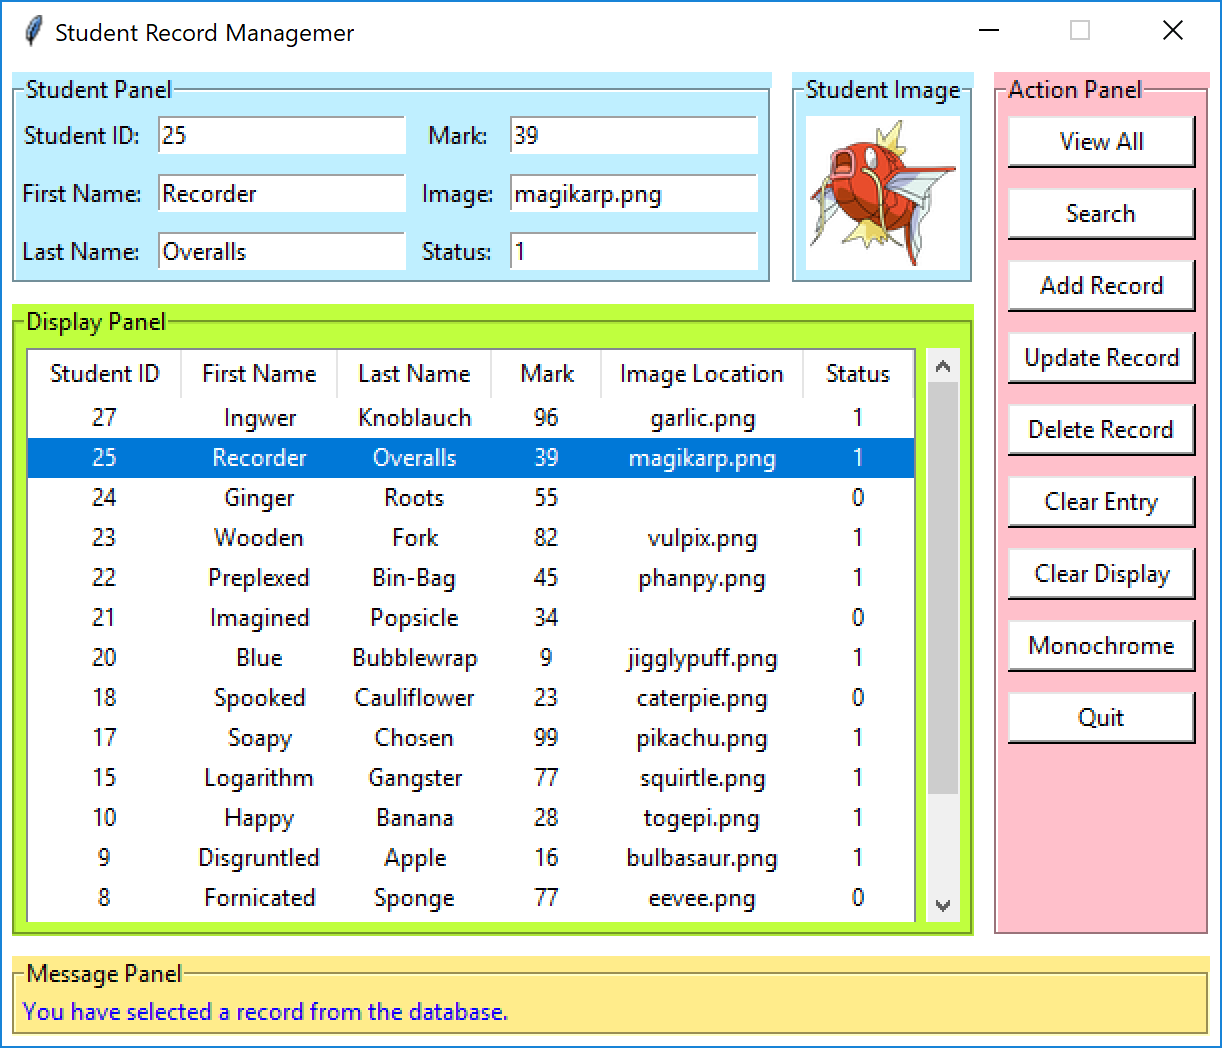 Student Record Managemer
Student Panel
Student ID: 25 Mark: 39
First Name: Recorder Image: magikarp.png
Last Name: Overalls Status: 1
Student Image
Action Panel
View All
Search
Add Record
Update Record
Delete Record
Clear Entry
Clear Display
Monochrome
Quit
Display Panel
Student ID First Name Last Name Mark Image Location Status
27 Ingwer Knoblauch 96 garlic.png 1
25 Recorder Overalls 39 magikarp.png 1
24 Ginger Roots 55 0
23 Wooden Fork 82 vulpix.png 1
22 Preplexed Bin-Bag 45 phanpy.png 1
21 Imagined Popsicle 34 0
20 Blue Bubblewrap 9 jigglypuff.png 1
18 Spooked Cauliflower 23 caterpie.png 0
17 Soapy Chosen 99 pikachu.png 1
15 Logarithm Gangster 77 squirtle.png 1
10 Happy Banana 28 togepi.png 1
9 Disgruntled Apple 16 bulbasaur.png 1
8 Fornicated Sponge 77 eevee.png 0
Message Panel
You have selected a record from the database.